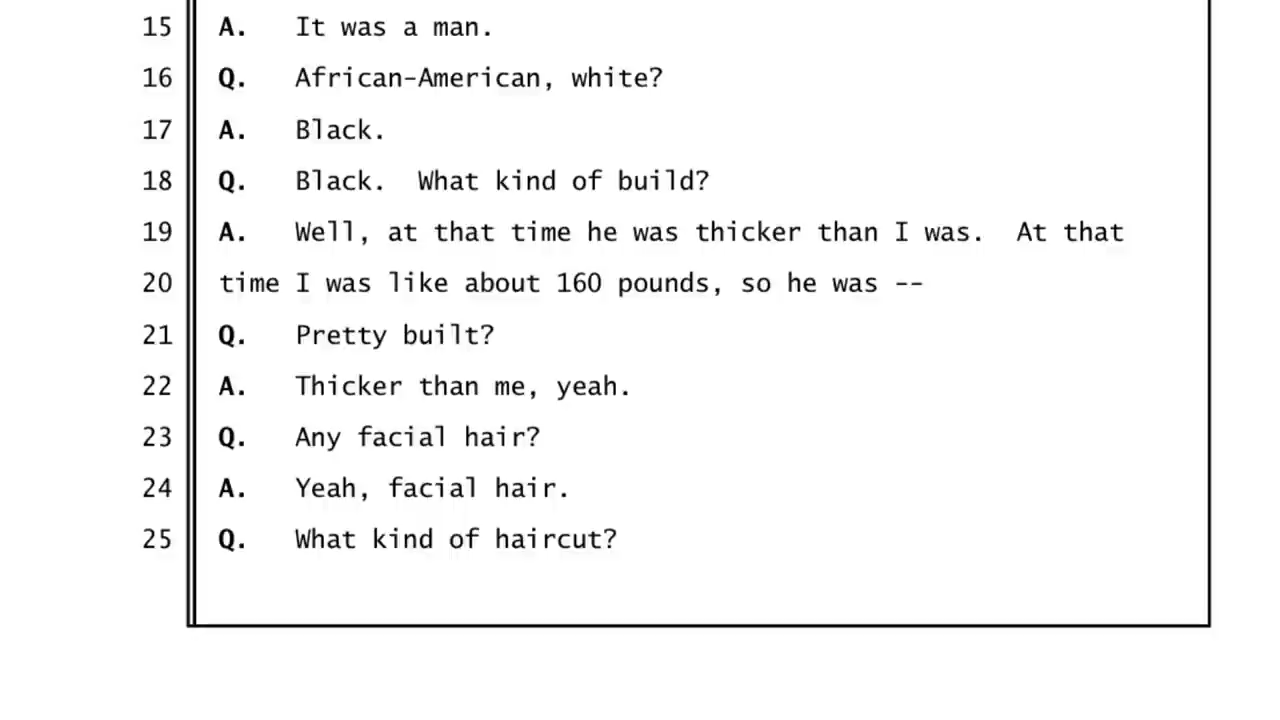 15 A. It was a man.
16 Q. African-American, white?
17 A. Black.
18 Q. Black. What kind of build?
19 A. Well, at that time he was thicker than I was. At that
20 time I was like about 160 pounds, so he was --
21 Q. Pretty built?
22 A. Thicker than me, yeah.
23 Q. Any facial hair?
24 A. Yeah, facial hair.
25 Q. What kind of haircut?